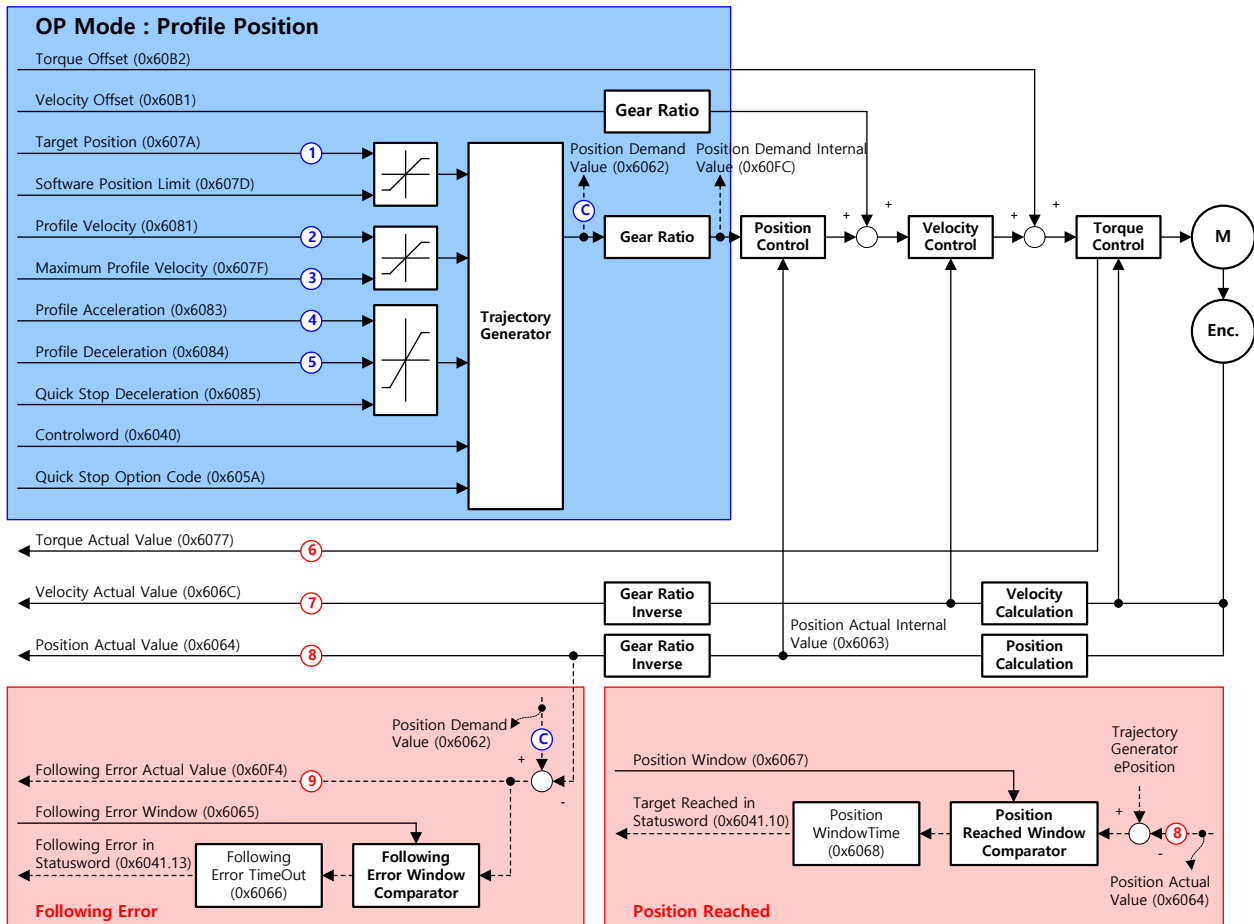 OP Mode : Profile Position
Torque Offset (0x60B2)
Velocity Offset (0x60B1)
Gear Ratio
Target Position (0x607A)
1
Software Position Limit (0x607D)
Profile Velocity (0x6081)
2
Maximum Profile Velocity (0x607F)
3
Profile Acceleration (0x6083)
4
Profile Deceleration (0x6084)
5
Quick Stop Deceleration (0x6085)
Controlword (0x6040)
Quick Stop Option Code (0x605A)
Trajectory
Generator
Position Demand
Value (0x6062)
C
Position Demand Internal
Value (0x60FC)
Gear Ratio
Position
Control
+
+
Velocity
Control
+
+
Torque
Control
M
Enc.
Torque Actual Value (0x6077)
6
Velocity Actual Value (0x606C)
7
Gear Ratio
Inverse
Velocity
Calculation
Position Actual Value (0x6064)
8
Gear Ratio
Inverse
Position Actual Internal
Value (0x6063)
Position
Calculation
Position Demand
Value (0x6062)
C
+
-
Following Error Actual Value (0x60F4)
9
Following Error Window (0x6065)
Following Error in
Statusword (0x6041.13)
Following
Error TimeOut
(0x6066)
Following
Error Window
Comparator
Following Error
Position Window (0x6067)
Target Reached in
Statusword (0x6041.10)
Position
WindowTime
(0x6068)
Position
Reached Window
Comparator
Trajectory
Generator
ePosition
+
-
8
Position Actual
Value (0x6064)
Position Reached